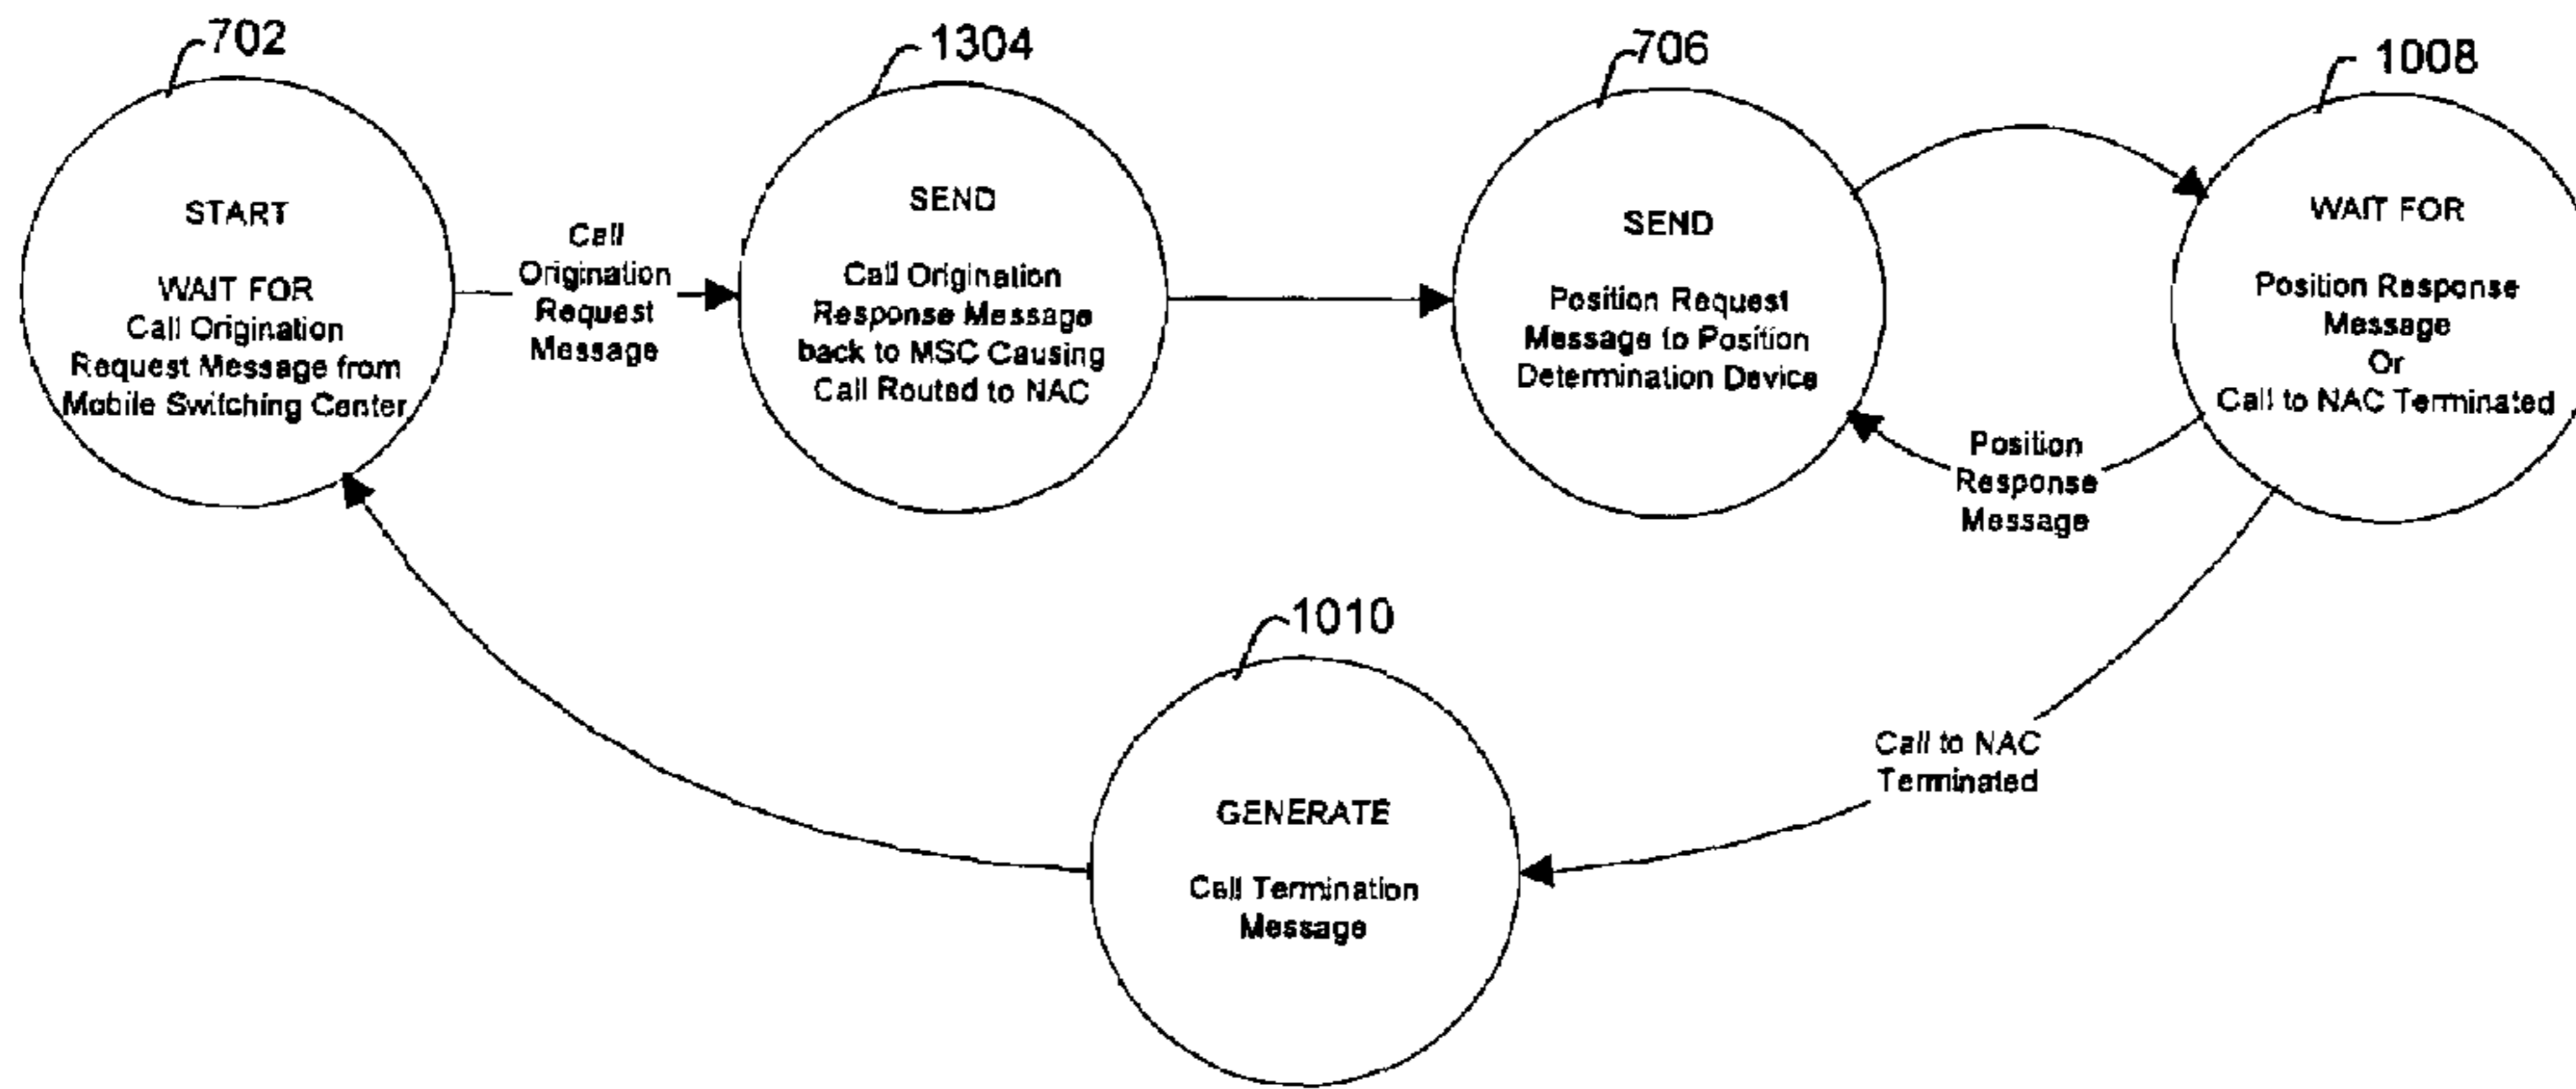 702
START
WAIT FOR
Call Origination
Request Message from
Mobile Switching Center
Call
Origination
Request
Message
1304
SEND
Call Origination
Response Message
back to MSC Causing
Call Routed to NAC
706
SEND
Position Request
Message to Position
Determination Device
1008
WAIT FOR
Position Response
Message
Or
Call to NAC Terminated
Position
Response
Message
Call to NAC
Terminated
1010
GENERATE
Call Termination
Message